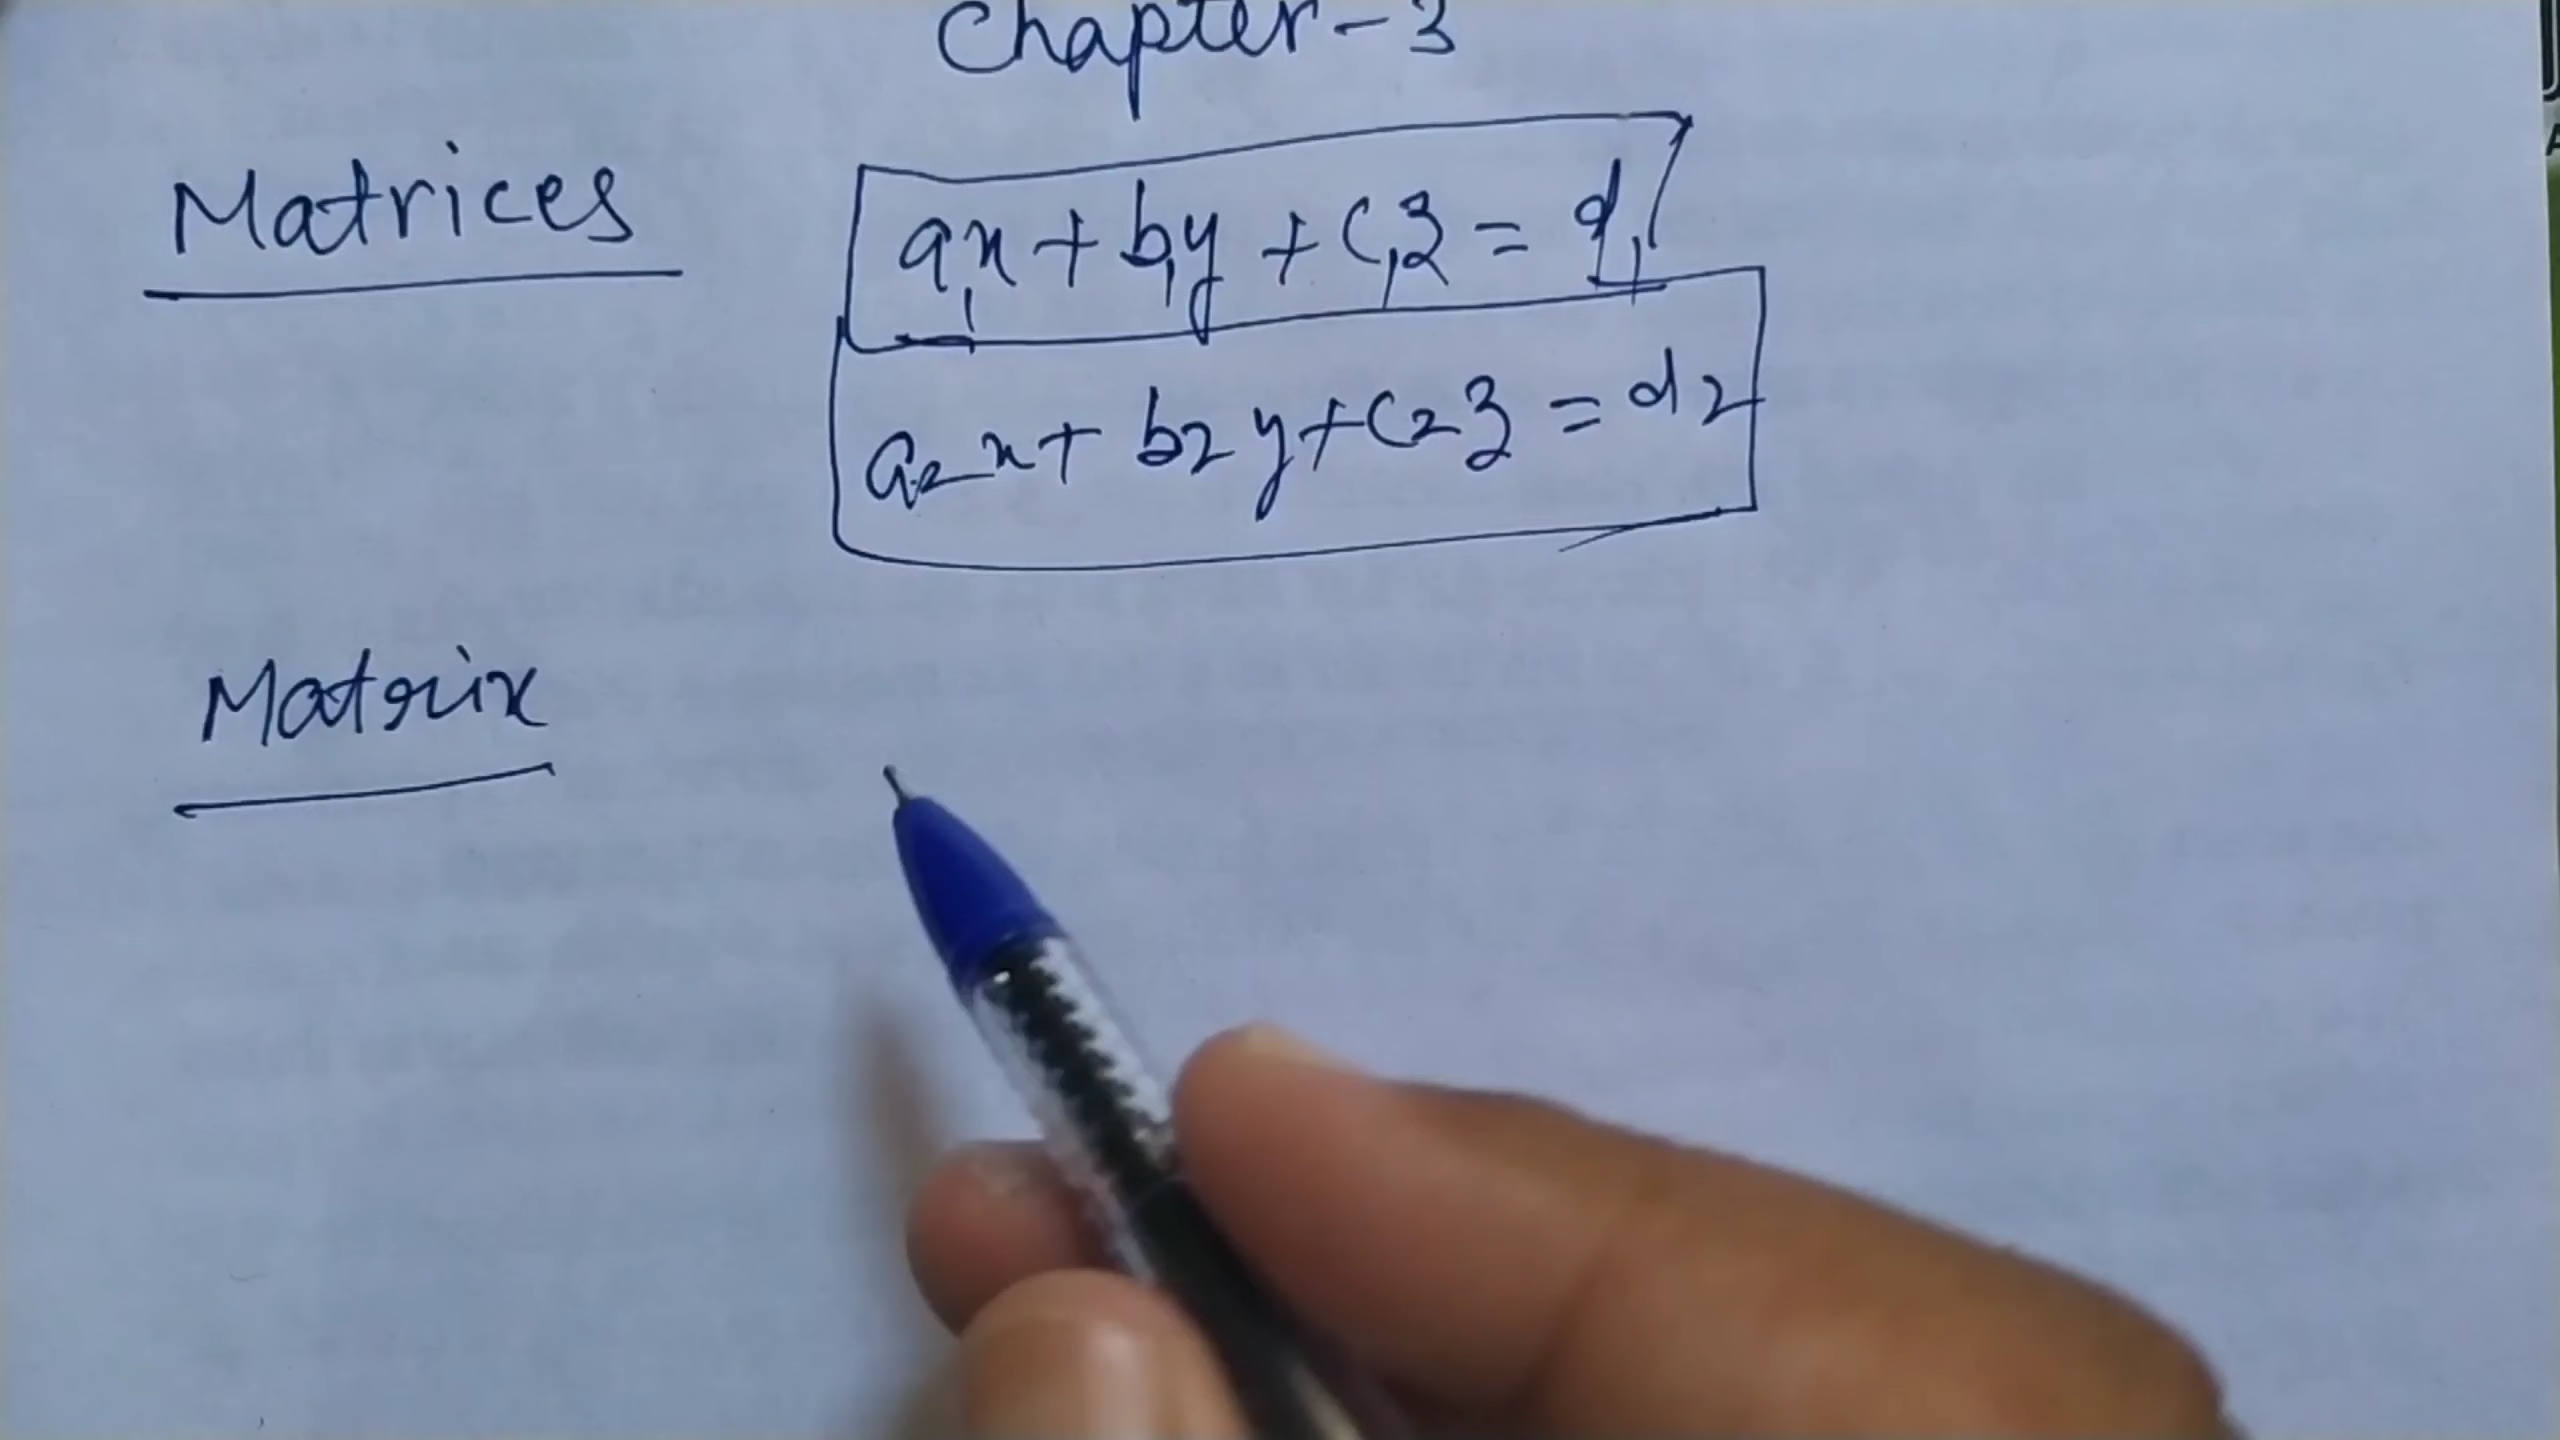 Chapter-3
Matrices
a₁x + b₁y + c₁z = d₁
a₂x + b₂y + c₂z = d₂
Matrix